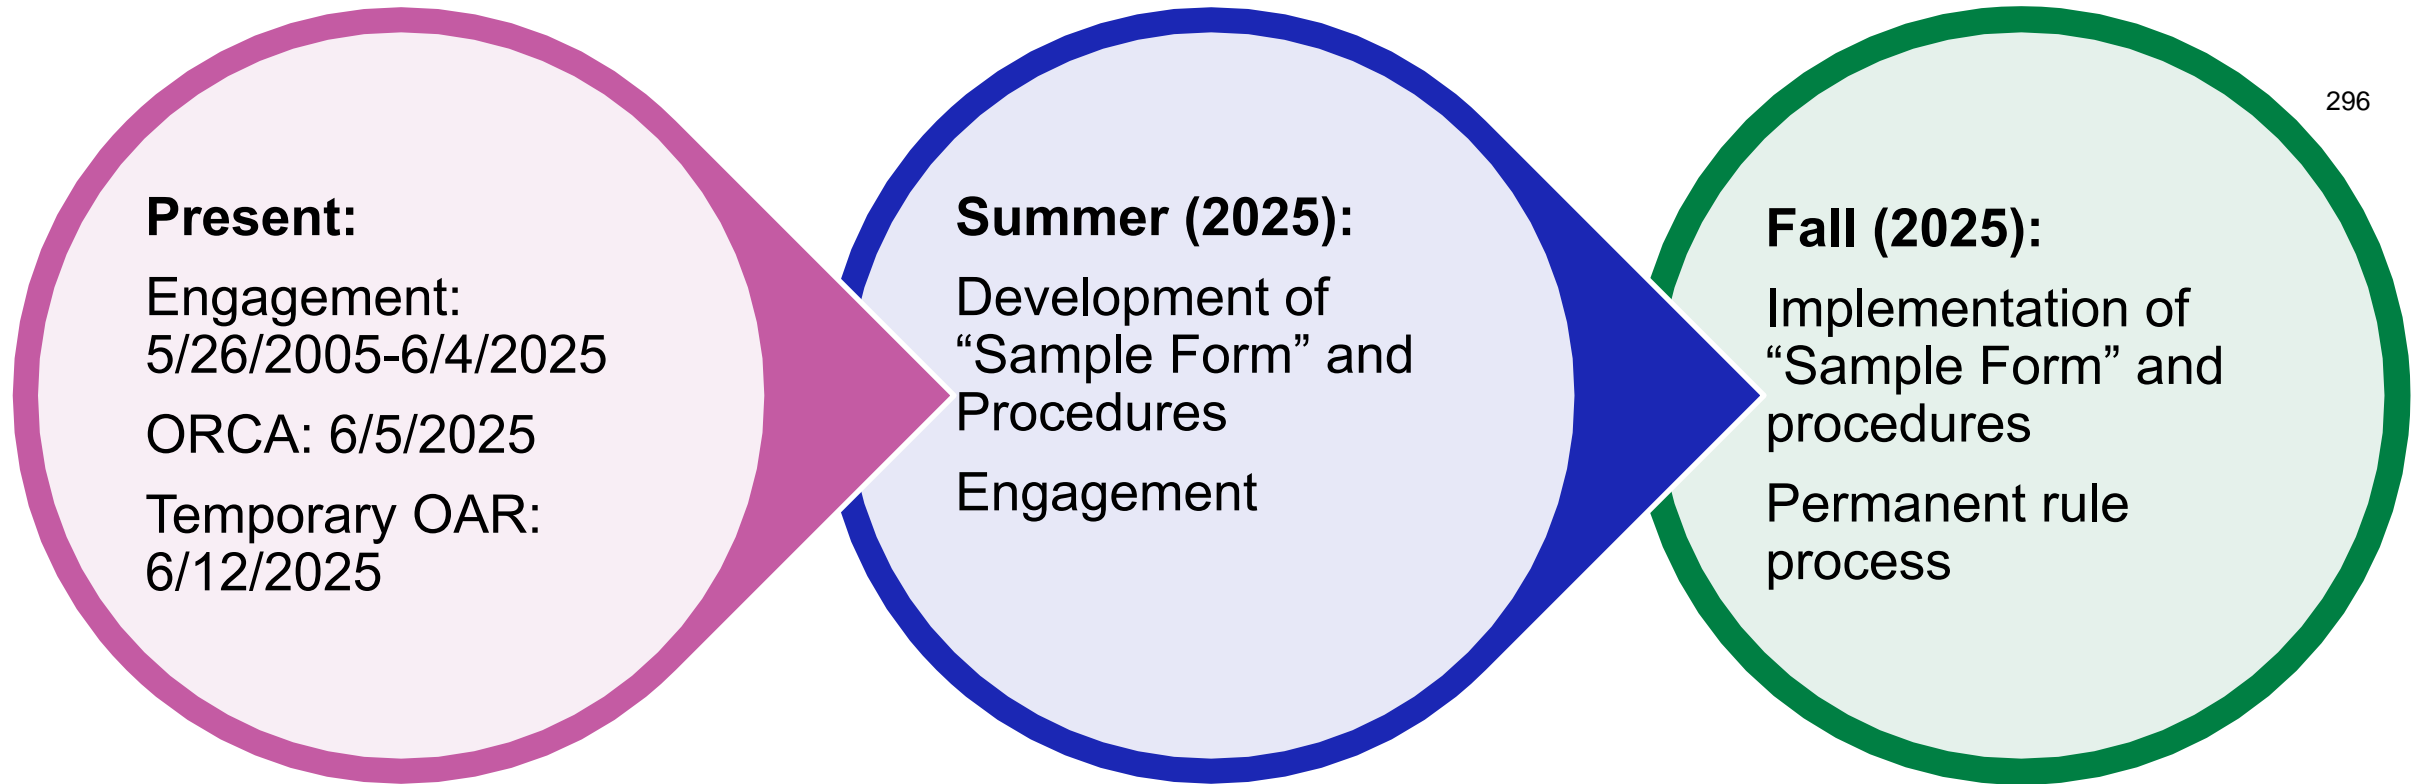 296
Present:
Engagement:
5/26/2005-6/4/2025
ORCA: 6/5/2025
Temporary OAR:
6/12/2025
Summer (2025):
Development of
“Sample Form” and
Procedures
Engagement
Fall (2025):
Implementation of
“Sample Form” and
procedures
Permanent rule
process